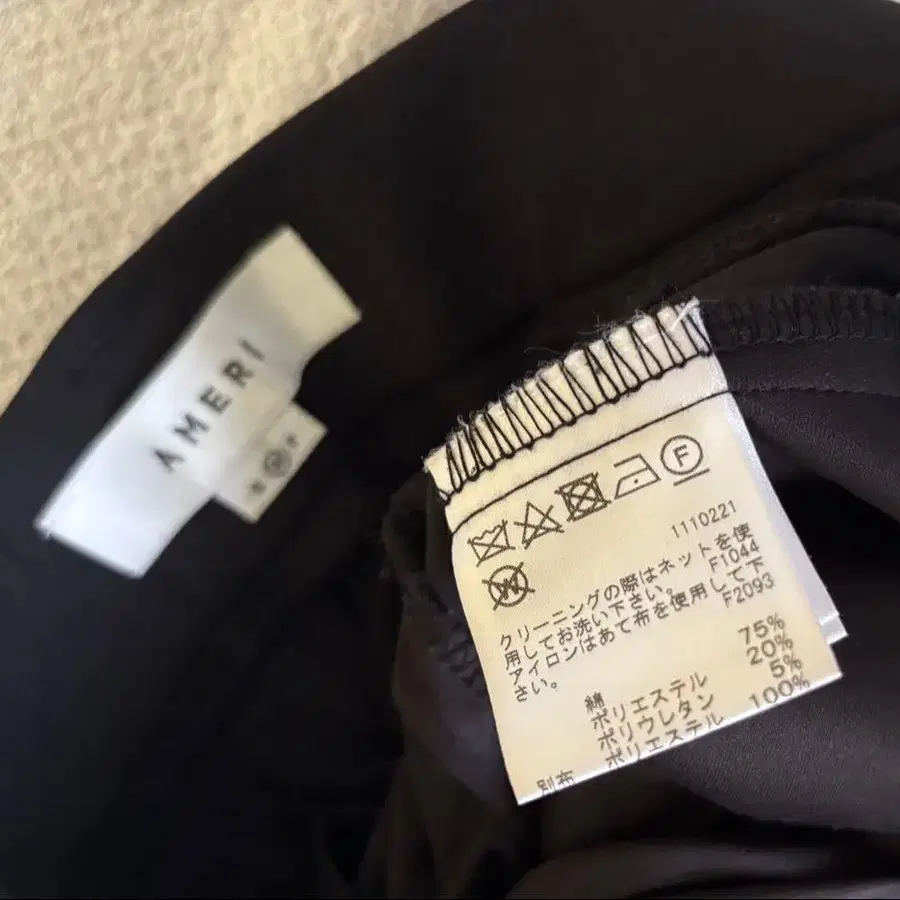 AMERI
F
1110221
W
クリーニングの際はネットを使
F1044
用してお洗い下さい。
F2093
アイロンはあて布を使用して下
さい。
綿 75%
ポリエステル 20%
ポリウレタン 5%
別布 ポリエステル 100%